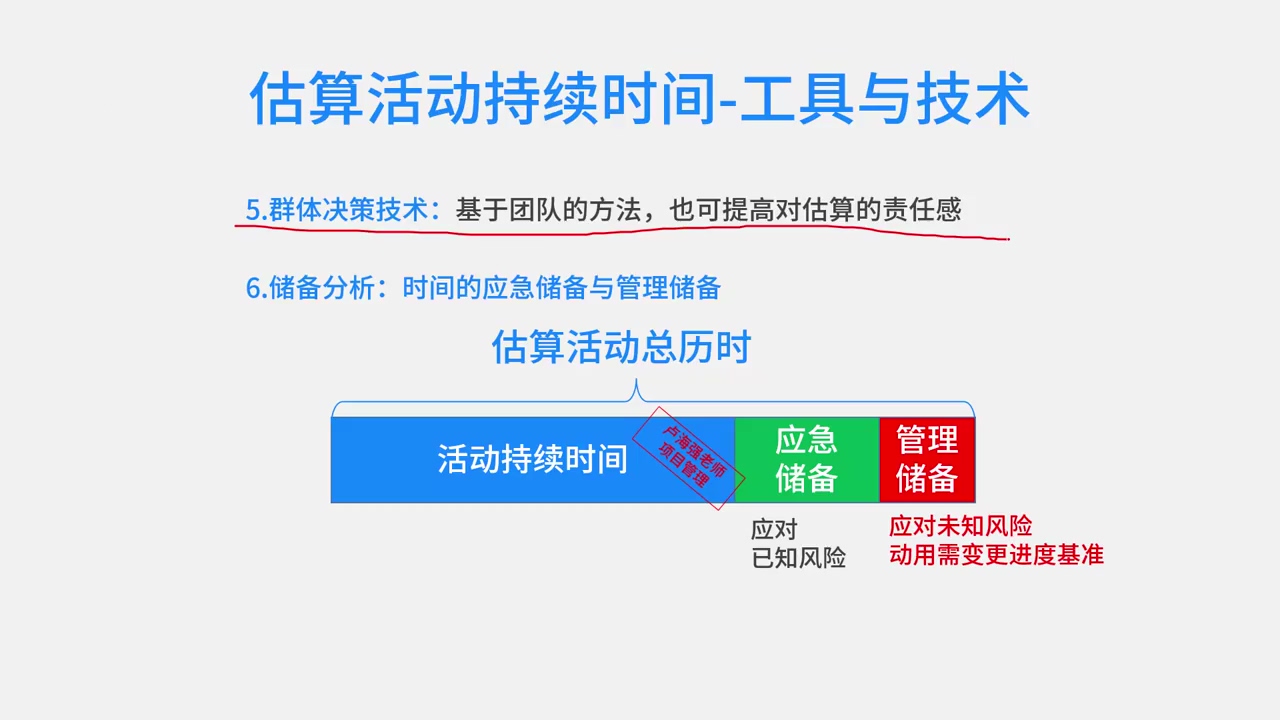 估算活动持续时间-工具与技术
5.群体决策技术：基于团队的方法，也可提高对估算的责任感
6.储备分析：时间的应急储备与管理储备
估算活动总历时
活动持续时间
卢海强老师
项目管理
应急
储备
管理
储备
应对
已知风险
应对未知风险
动用需变更进度基准